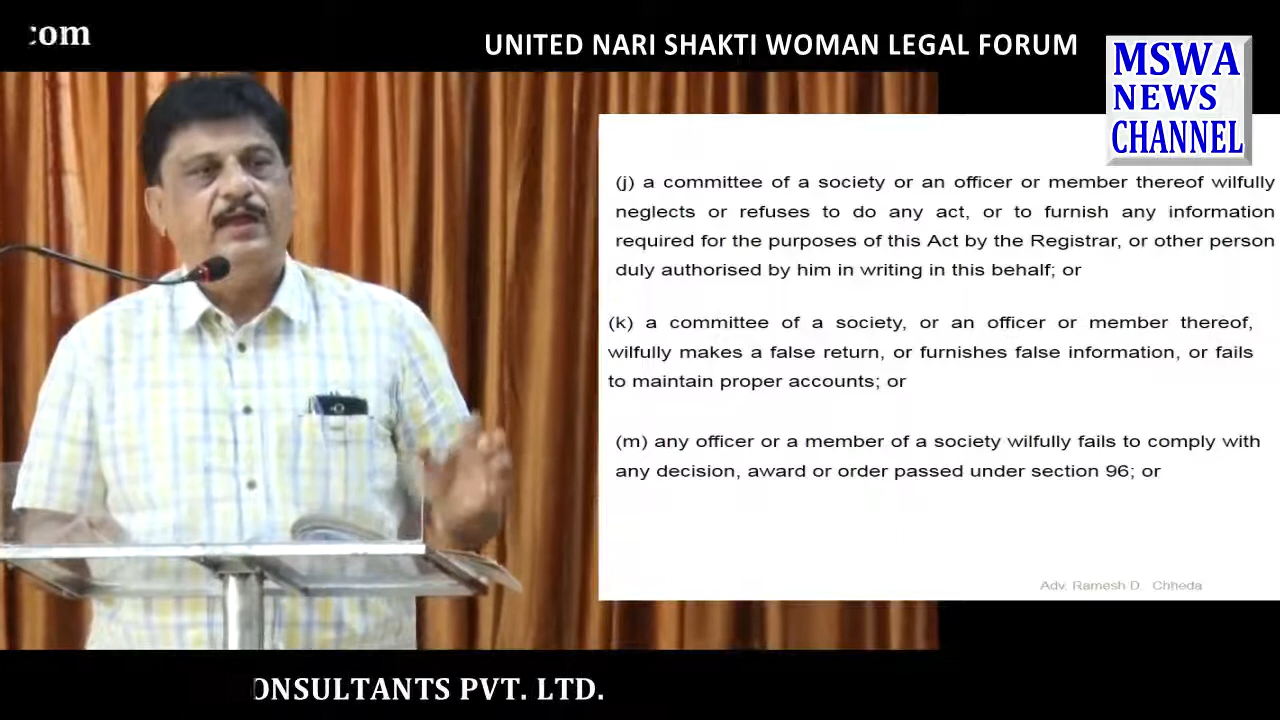 com
UNITED NARI SHAKTI WOMAN LEGAL FORUM
MSWA
NEWS
CHANNEL
(j) a committee of a society or an officer or member thereof wilfully
neglects or refuses to do any act, or to furnish any information
required for the purposes of this Act by the Registrar, or other person
duly authorised by him in writing in this behalf; or
(k) a committee of a society, or an officer or member thereof,
wilfully makes a false return, or furnishes false information, or fails
to maintain proper accounts; or
(m) any officer or a member of a society wilfully fails to comply with
any decision, award or order passed under section 96; or
Adv. Ramesh D. Chheda
ONSULTANTS PVT. LTD.